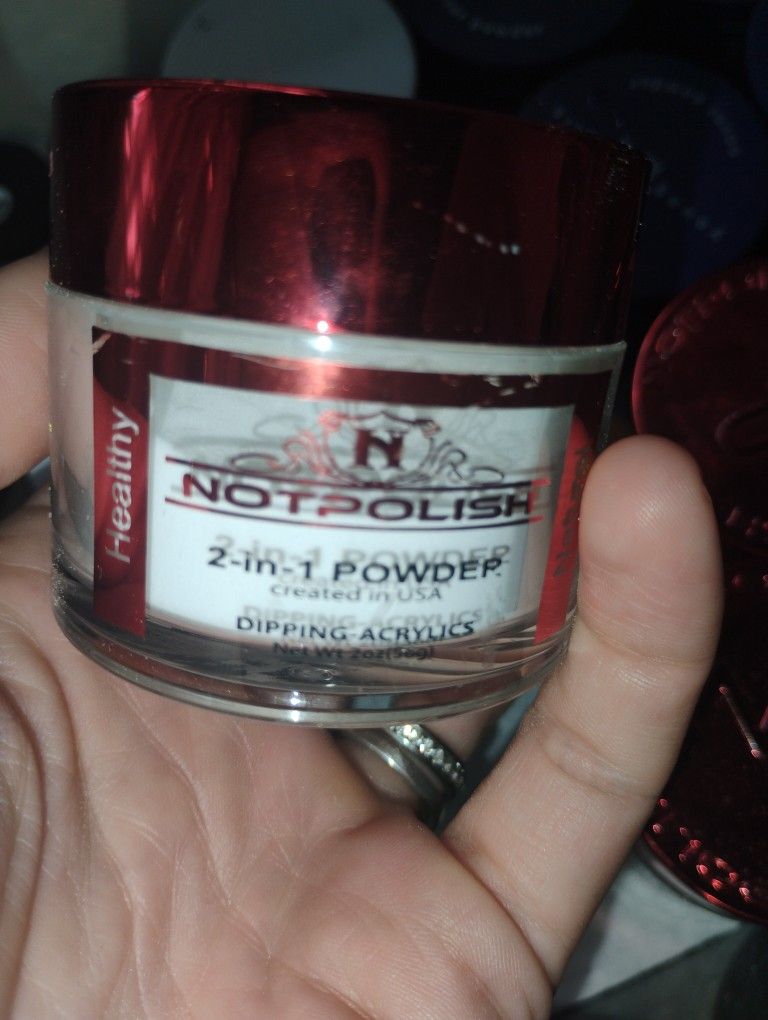 Healthy
N
NOTPOLISH
2-in-1 POWDER
created in USA
DIPPING-ACRYLICS
Net Wt 2oz(56g)